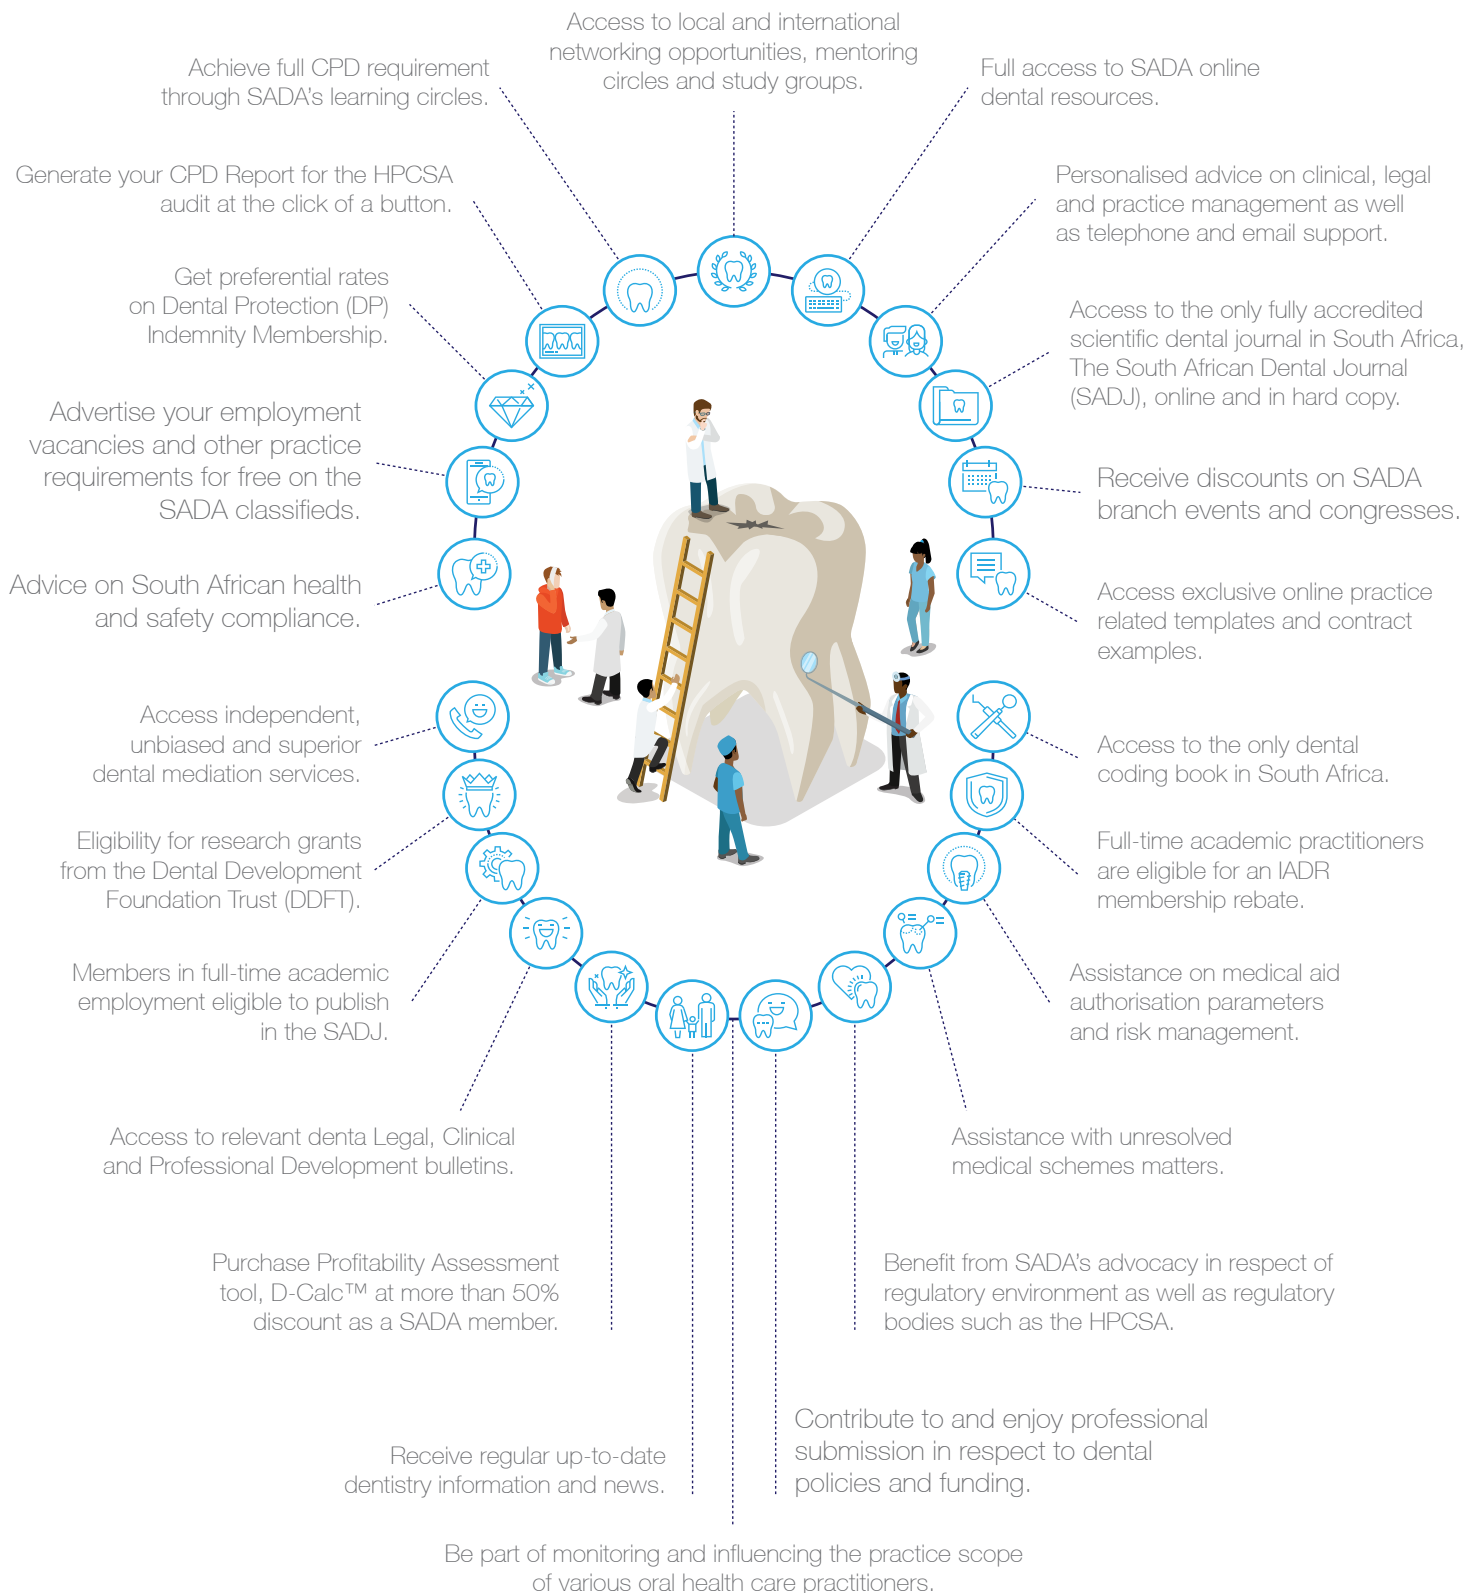 Access to local and international
networking opportunities, mentoring
circles and study groups.
Achieve full CPD requirement
through SADA's learning circles.
Full access to SADA online
dental resources.
Generate your CPD Report for the HPCSA
audit at the click of a button.
Personalised advice on clinical, legal
and practice management as well
as telephone and email support.
Get preferential rates
on Dental Protection (DP)
Indemnity Membership.
Access to the only fully accredited
scientific dental journal in South Africa,
The South African Dental Journal
(SADJ), online and in hard copy.
Advertise your employment
vacancies and other practice
requirements for free on the
SADA classifieds.
Receive discounts on SADA
branch events and congresses.
Advice on South African health
and safety compliance.
Access exclusive online practice
related templates and contract
examples.
Access independent,
unbiased and superior
dental mediation services.
Access to the only dental
coding book in South Africa.
Eligibility for research grants
from the Dental Development
Foundation Trust (DDFT).
Full-time academic practitioners
are eligible for an IADR
membership rebate.
Members in full-time academic
employment eligible to publish
in the SADJ.
Assistance on medical aid
authorisation parameters
and risk management.
Access to relevant denta Legal, Clinical
and Professional Development bulletins.
Assistance with unresolved
medical schemes matters.
Purchase Profitability Assessment
tool, D-Calc™ at more than 50%
discount as a SADA member.
Benefit from SADA's advocacy in respect of
regulatory environment as well as regulatory
bodies such as the HPCSA.
Receive regular up-to-date
dentistry information and news.
Contribute to and enjoy professional
submission in respect to dental
policies and funding.
Be part of monitoring and influencing the practice scope
of various oral health care practitioners.